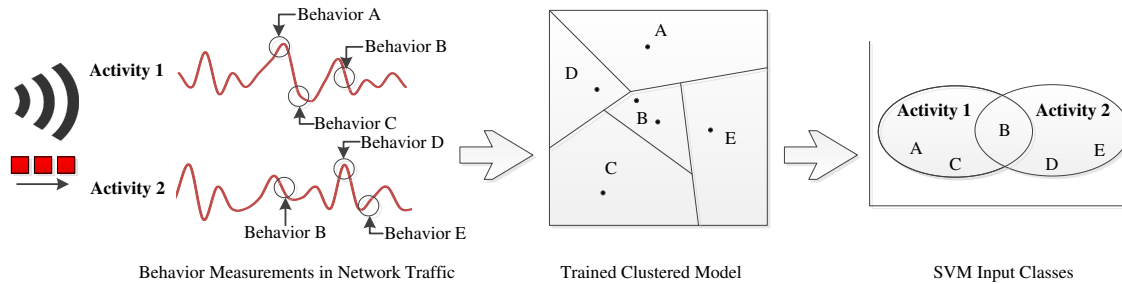 Behavior A
Behavior B
Activity 1
Behavior C
Behavior D
Activity 2
Behavior B
Behavior E
Behavior Measurements in Network Traffic
A
D
B
E
C
Trained Clustered Model
Activity 1
Activity 2
B
A
C
D
E
SVM Input Classes